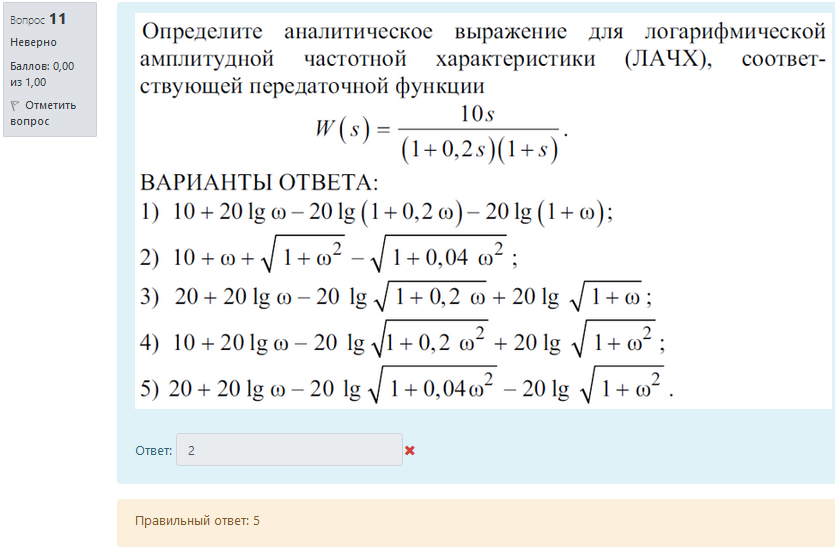 Вопрос 11
Неверно
Баллов: 0,00
из 1,00
Отметить
вопрос
Определите аналитическое выражение для логарифмической
амплитудной частотной характеристики (ЛАЧХ), соответ-
ствующей передаточной функции
W(s) = 10s / ((1+0,2s)(1+s)).
ВАРИАНТЫ ОТВЕТА:
1) 10 + 20 lg ω – 20 lg (1 + 0,2 ω) – 20 lg (1 + ω);
2) 10 + ω + √(1 + ω²) – √(1 + 0,04 ω²) ;
3) 20 + 20 lg ω – 20 lg √(1 + 0,2 ω) + 20 lg √(1 + ω) ;
4) 10 + 20 lg ω – 20 lg √(1 + 0,2 ω²) + 20 lg √(1 + ω²) ;
5) 20 + 20 lg ω – 20 lg √(1 + 0,04ω²) – 20 lg √(1 + ω²) .
Ответ: 2
Правильный ответ: 5